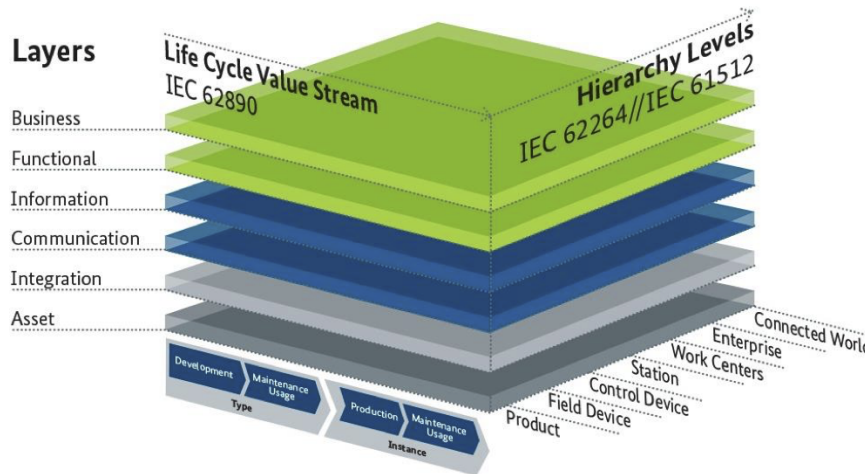 Layers
Life Cycle Value Stream
IEC 62890
Hierarchy Levels
IEC 62264//IEC 61512
Business
Functional
Information
Communication
Integration
Asset
Development
Maintenance
Usage
Type
Production
Maintenance
Usage
Instance
Connected World
Enterprise
Work Centers
Station
Control Device
Field Device
Product